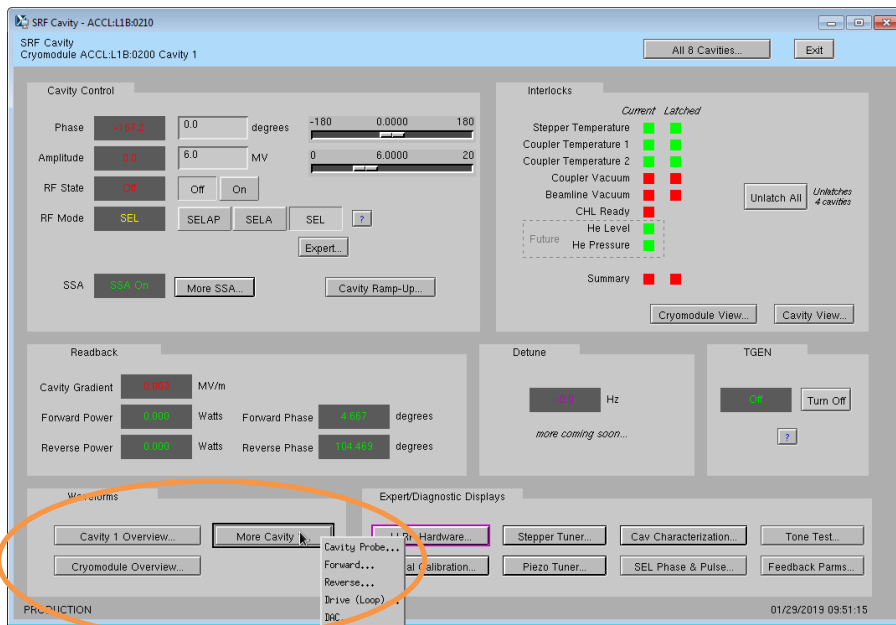 SRF Cavity - ACCL:L1B:0210
SRF Cavity
Cryomodule ACCL:L1B:0200 Cavity 1
All 8 Cavities...
Exit
Cavity Control
Phase -167.2 0.0 degrees -180 0.0000 180
Amplitude 0.0 6.0 MV 0 6.0000 20
RF State Off Off On
RF Mode SEL SELAP SELA SEL ?
Expert...
SSA SSA On More SSA... Cavity Ramp-Up...
Interlocks
Current Latched
Stepper Temperature
Coupler Temperature 1
Coupler Temperature 2
Coupler Vacuum
Beamline Vacuum
CHL Ready
Future
He Level
He Pressure
Summary
Unlatch All Unlatches
4 cavities
Cryomodule View... Cavity View...
Readback
Cavity Gradient 0.003 MV/m
Forward Power 0.000 Watts Forward Phase 4.667 degrees
Reverse Power 0.000 Watts Reverse Phase 104.469 degrees
Detune
Hz
more coming soon...
TGEN
Off Turn Off
?
Waveforms
Cavity 1 Overview... More Cavity
Cryomodule Overview...
Cavity Probe...
Forward...
Reverse...
Drive (Loop)...
DAC...
Expert/Diagnostic Displays
Hardware... Stepper Tuner... Cav Characterization... Tone Test...
Calibration... Piezo Tuner... SEL Phase & Pulse... Feedback Parms...
PRODUCTION 01/29/2019 09:51:15